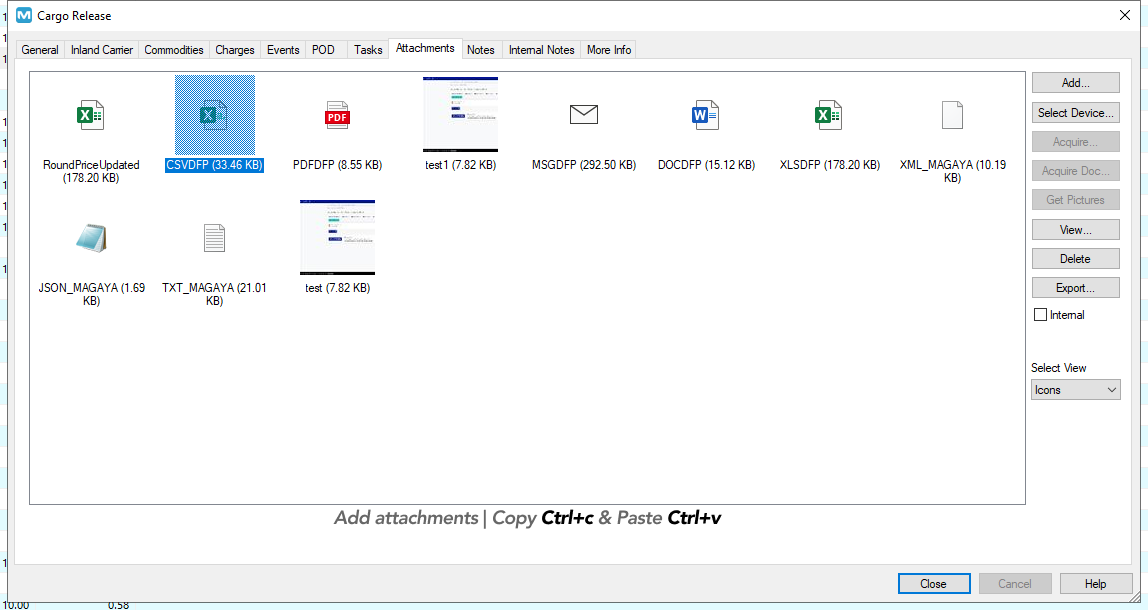 Cargo Release
General Inland Carrier Commodities Charges Events POD Tasks Attachments Notes Internal Notes More Info
RoundPriceUpdated
(178.20 KB)
CSVDFP (33.46 KB)
PDF
PDFDFP (8.55 KB)
test1 (7.82 KB)
MSGDFP (292.50 KB)
DOCDFP (15.12 KB)
XLSDFP (178.20 KB)
XML_MAGAYA (10.19
KB)
JSON_MAGAYA (1.69
KB)
TXT_MAGAYA (21.01
KB)
test (7.82 KB)
Add...
Select Device...
Acquire...
Acquire Doc...
Get Pictures
View...
Delete
Export...
Internal
Select View
Icons
Add attachments | Copy Ctrl+c & Paste Ctrl+v
Close Cancel Help
10.00 0.58